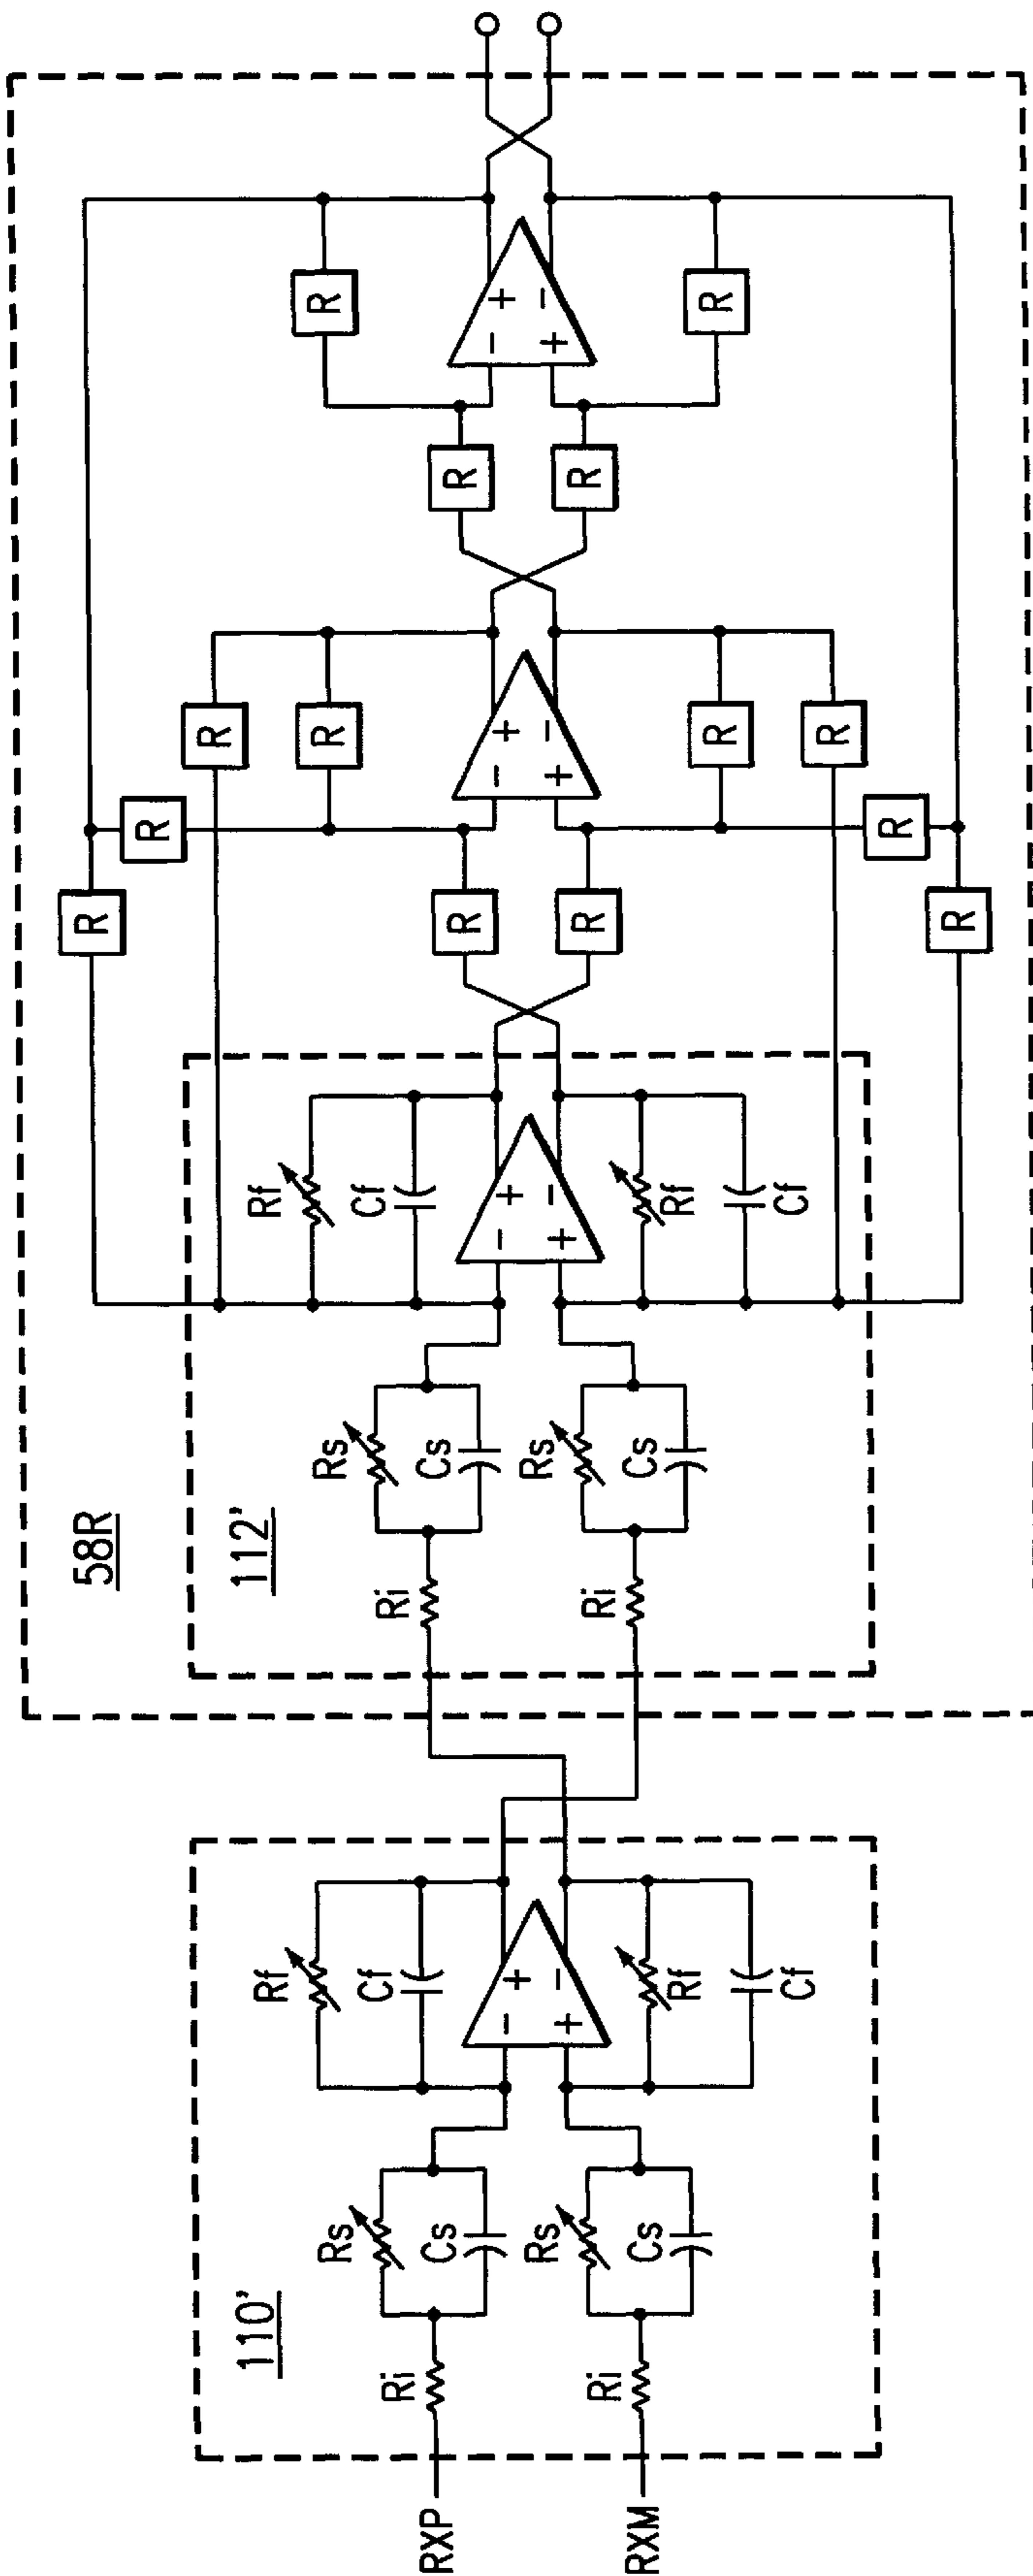 58R
110'
RXP
RXM
Ri
Rs
Cs
Ri
Rs
Cs
Rf
Cf
- +
+ -
Rf
Cf
112'
Ri
Rs
Cs
Ri
Rs
Cs
Rf
Cf
- +
+ -
Rf
Cf
R
R
R
R
R
R
- +
+ -
R
R
R
R
R
R
R
- +
+ -
R
R